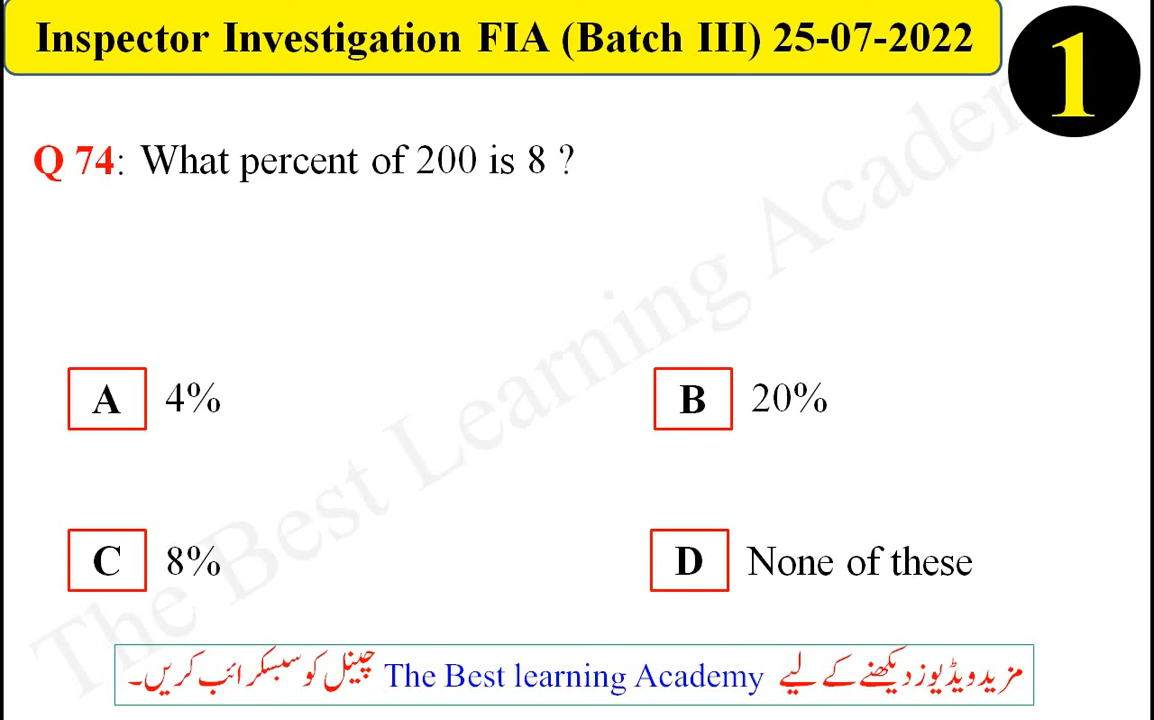 Inspector Investigation FIA (Batch III) 25-07-2022
1
Q 74: What percent of 200 is 8 ?
A 4%
B 20%
C 8%
D None of these
مزید ویڈیوز دیکھنے کے لیے The Best learning Academy چینل کو سبسکرائب کریں۔
The Best Learning Academy